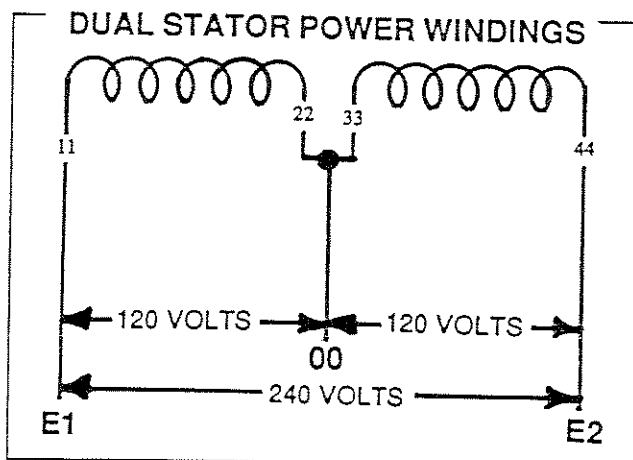 DUAL STATOR POWER WINDINGS
22 33
11 44
120 VOLTS 120 VOLTS
00
240 VOLTS
E1 E2